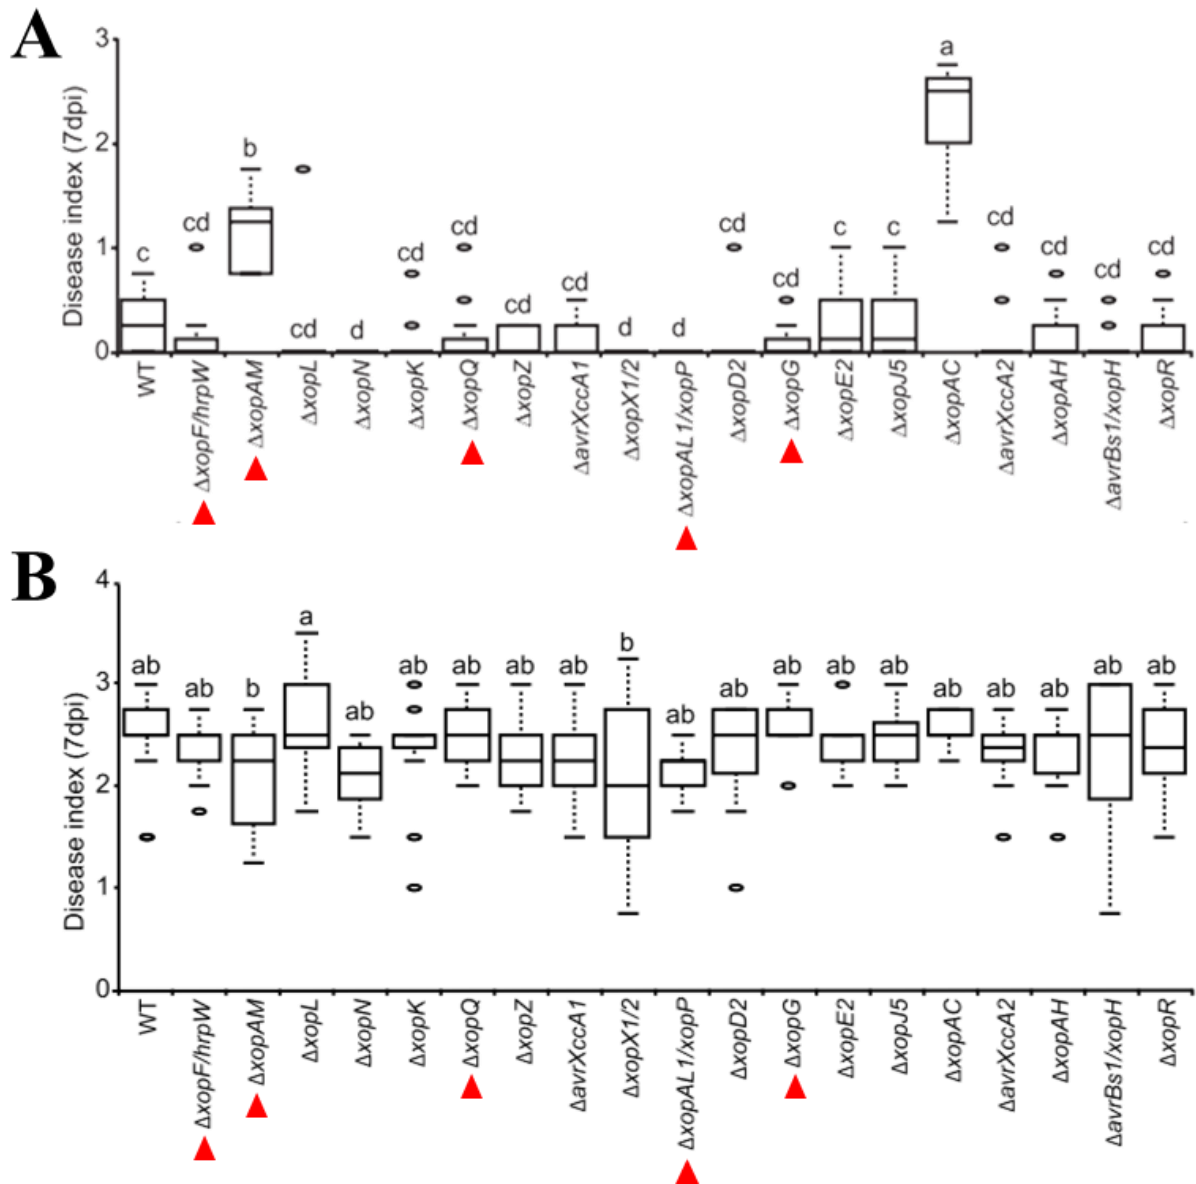 A
Disease index (7dpi)
3
2
1
0
c
cd
b
cd
d
cd
cd
cd
cd
d
d
cd
cd
c
c
a
cd
cd
cd
cd
WT
ΔxopF/hrpW
ΔxopAM
ΔxopL
ΔxopN
ΔxopK
ΔxopQ
ΔxopZ
ΔavrXccA1
ΔxopX1/2
ΔxopAL1/xopP
ΔxopD2
ΔxopG
ΔxopE2
ΔxopJ5
ΔxopAC
ΔavrXccA2
ΔxopAH
ΔavrBs1/xopH
ΔxopR
B
Disease index (7dpi)
4
3
2
1
0
ab
ab
b
a
ab
ab
ab
ab
ab
b
ab
ab
ab
ab
ab
ab
ab
ab
ab
ab
WT
ΔxopF/hrpW
ΔxopAM
ΔxopL
ΔxopN
ΔxopK
ΔxopQ
ΔxopZ
ΔavrXccA1
ΔxopX1/2
ΔxopAL1/xopP
ΔxopD2
ΔxopG
ΔxopE2
ΔxopJ5
ΔxopAC
ΔavrXccA2
ΔxopAH
ΔavrBs1/xopH
ΔxopR